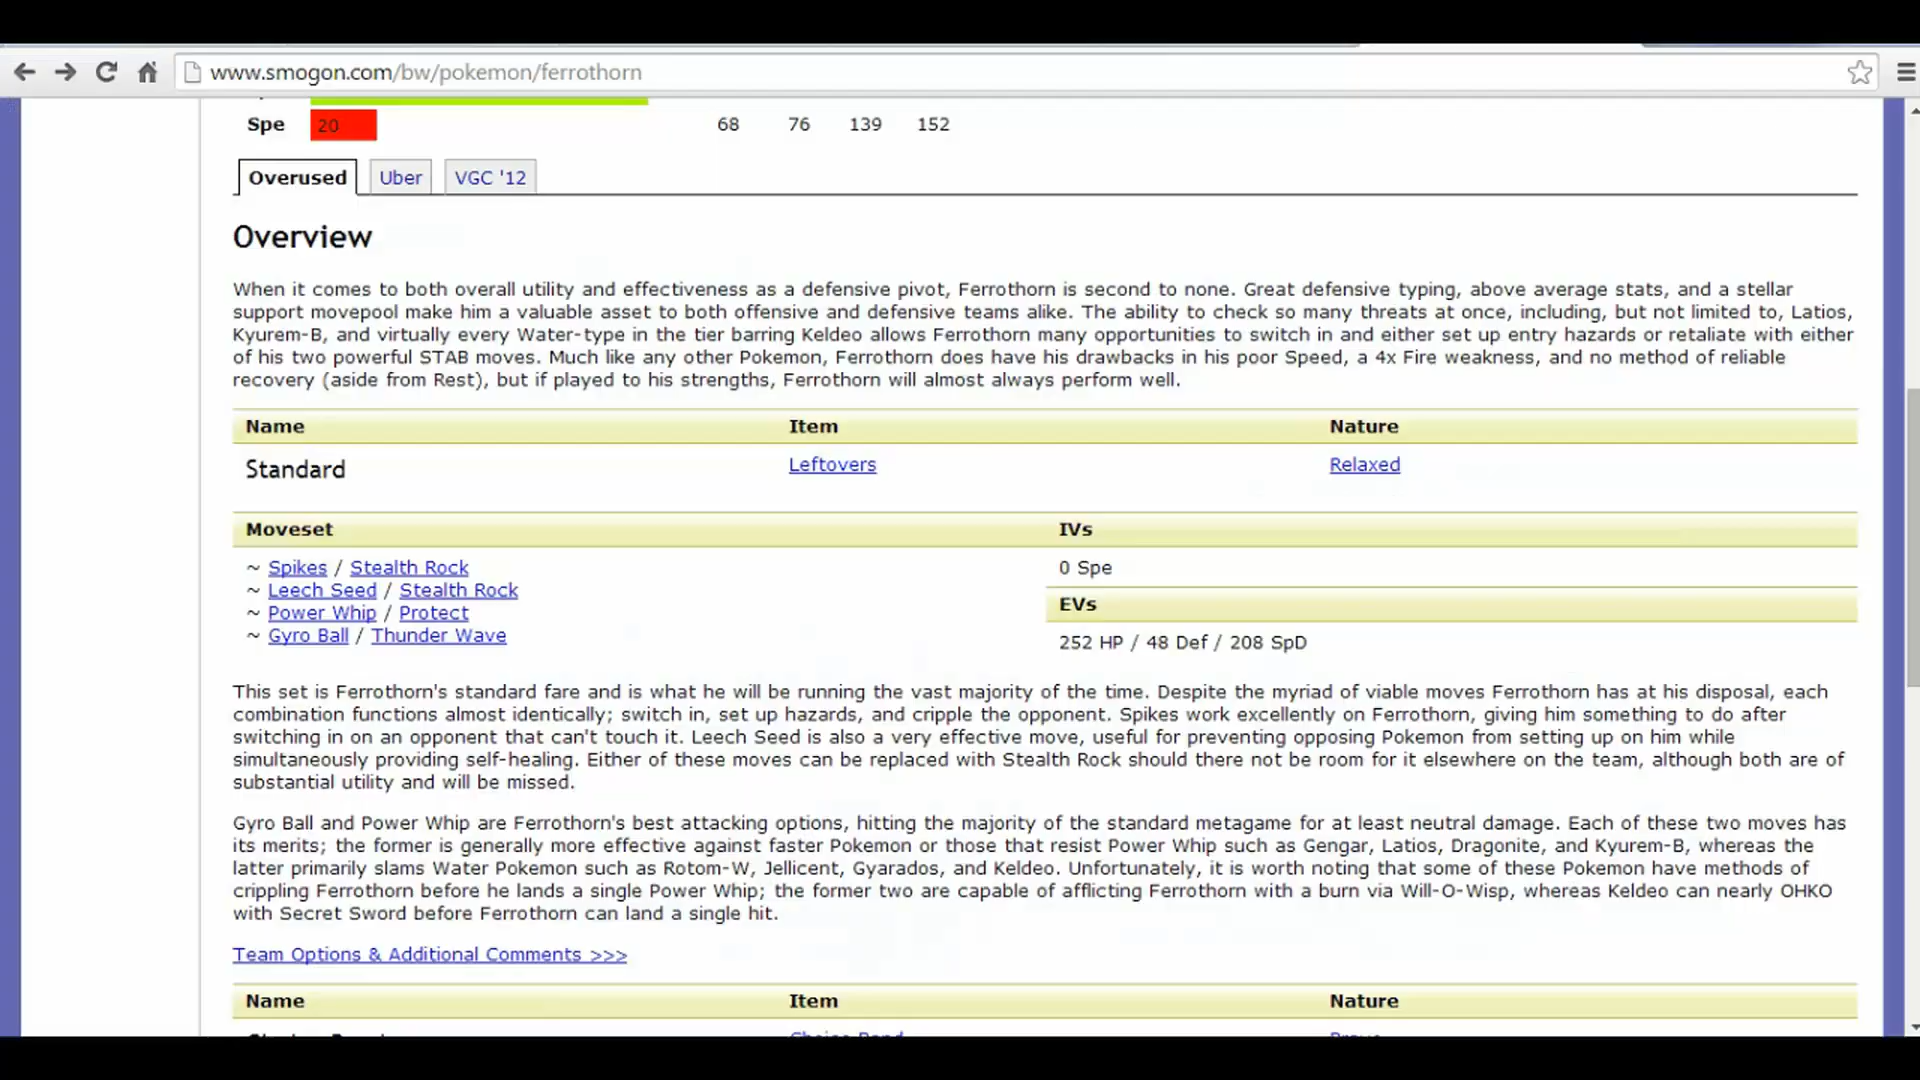 www.smogon.com/bw/pokemon/ferrothorn
Spe 20 68 76 139 152
Overused Uber VGC '12
Overview
When it comes to both overall utility and effectiveness as a defensive pivot, Ferrothorn is second to none. Great defensive typing, above average stats, and a stellar
support movepool make him a valuable asset to both offensive and defensive teams alike. The ability to check so many threats at once, including, but not limited to, Latios,
Kyurem-B, and virtually every Water-type in the tier barring Keldeo allows Ferrothorn many opportunities to switch in and either set up entry hazards or retaliate with either
of his two powerful STAB moves. Much like any other Pokemon, Ferrothorn does have his drawbacks in his poor Speed, a 4x Fire weakness, and no method of reliable
recovery (aside from Rest), but if played to his strengths, Ferrothorn will almost always perform well.
Name Item Nature
Standard Leftovers Relaxed
Moveset IVs
~ Spikes / Stealth Rock 0 Spe
~ Leech Seed / Stealth Rock
EVs
~ Power Whip / Protect
~ Gyro Ball / Thunder Wave 252 HP / 48 Def / 208 SpD
This set is Ferrothorn's standard fare and is what he will be running the vast majority of the time. Despite the myriad of viable moves Ferrothorn has at his disposal, each
combination functions almost identically; switch in, set up hazards, and cripple the opponent. Spikes work excellently on Ferrothorn, giving him something to do after
switching in on an opponent that can't touch it. Leech Seed is also a very effective move, useful for preventing opposing Pokemon from setting up on him while
simultaneously providing self-healing. Either of these moves can be replaced with Stealth Rock should there not be room for it elsewhere on the team, although both are of
substantial utility and will be missed.
Gyro Ball and Power Whip are Ferrothorn's best attacking options, hitting the majority of the standard metagame for at least neutral damage. Each of these two moves has
its merits; the former is generally more effective against faster Pokemon or those that resist Power Whip such as Gengar, Latios, Dragonite, and Kyurem-B, whereas the
latter primarily slams Water Pokemon such as Rotom-W, Jellicent, Gyarados, and Keldeo. Unfortunately, it is worth noting that some of these Pokemon have methods of
crippling Ferrothorn before he lands a single Power Whip; the former two are capable of afflicting Ferrothorn with a burn via Will-O-Wisp, whereas Keldeo can nearly OHKO
with Secret Sword before Ferrothorn can land a single hit.
Team Options & Additional Comments >>>
Name Item Nature